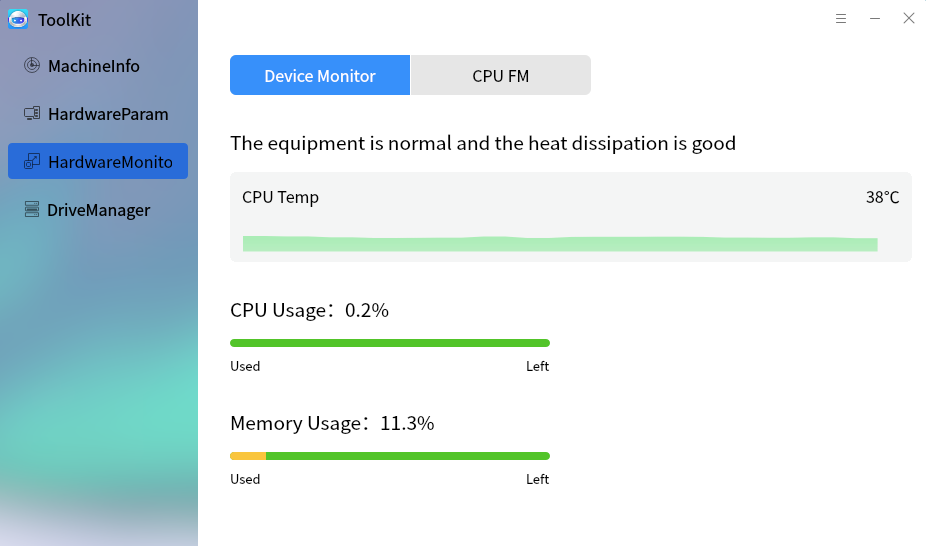 ToolKit
MachineInfo
HardwareParam
HardwareMonito
DriveManager
Device Monitor
CPU FM
The equipment is normal and the heat dissipation is good
CPU Temp
38°C
CPU Usage：0.2%
Used
Left
Memory Usage：11.3%
Used
Left